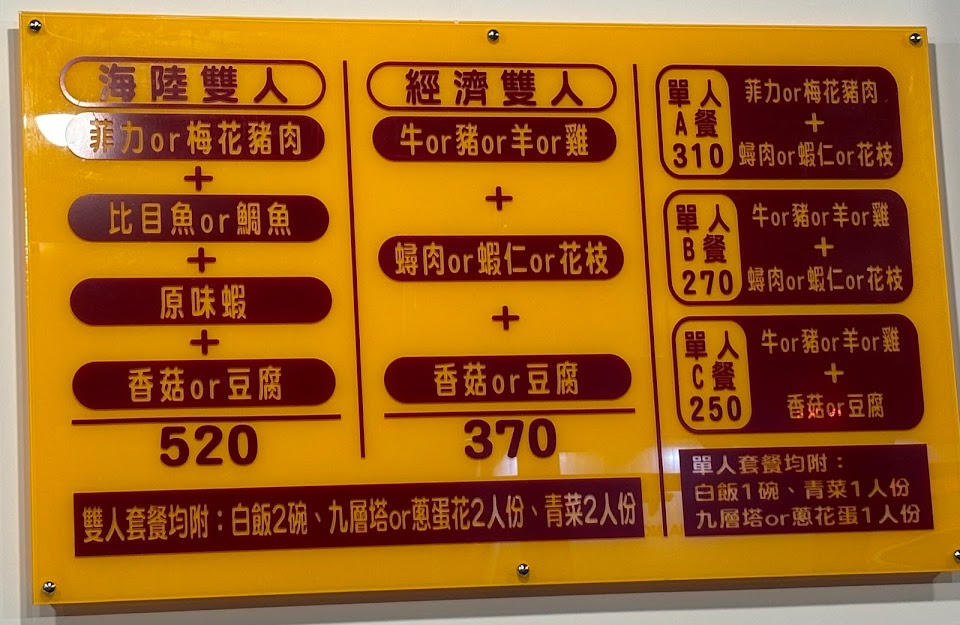 海陸雙人
菲力or梅花豬肉
+
比目魚or鯛魚
+
原味蝦
+
香菇or豆腐
520
經濟雙人
牛or豬or羊or雞
+
蟳肉or蝦仁or花枝
+
香菇or豆腐
370
雙人套餐均附：白飯2碗、九層塔or蔥蛋花2人份、青菜2人份
單人
A餐
310
菲力or梅花豬肉
+
蟳肉or蝦仁or花枝
單人
B餐
270
牛or豬or羊or雞
+
蟳肉or蝦仁or花枝
單人
C餐
250
牛or豬or羊or雞
+
香菇or豆腐
單人套餐均附：
白飯1碗、青菜1人份
九層塔or蔥花蛋1人份